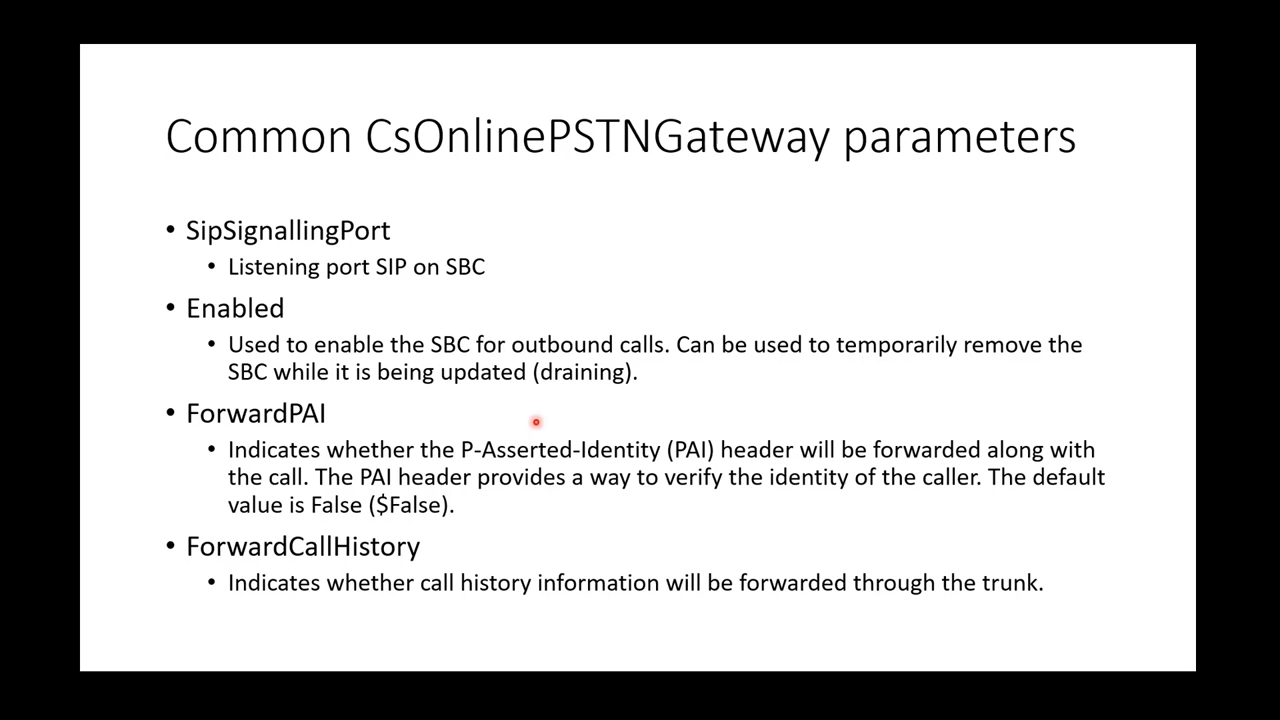 Common CsOnlinePSTNGateway parameters
• SipSignallingPort
• Listening port SIP on SBC
• Enabled
• Used to enable the SBC for outbound calls. Can be used to temporarily remove the
SBC while it is being updated (draining).
• ForwardPAI
• Indicates whether the P-Asserted-Identity (PAI) header will be forwarded along with
the call. The PAI header provides a way to verify the identity of the caller. The default
value is False ($False).
• ForwardCallHistory
• Indicates whether call history information will be forwarded through the trunk.